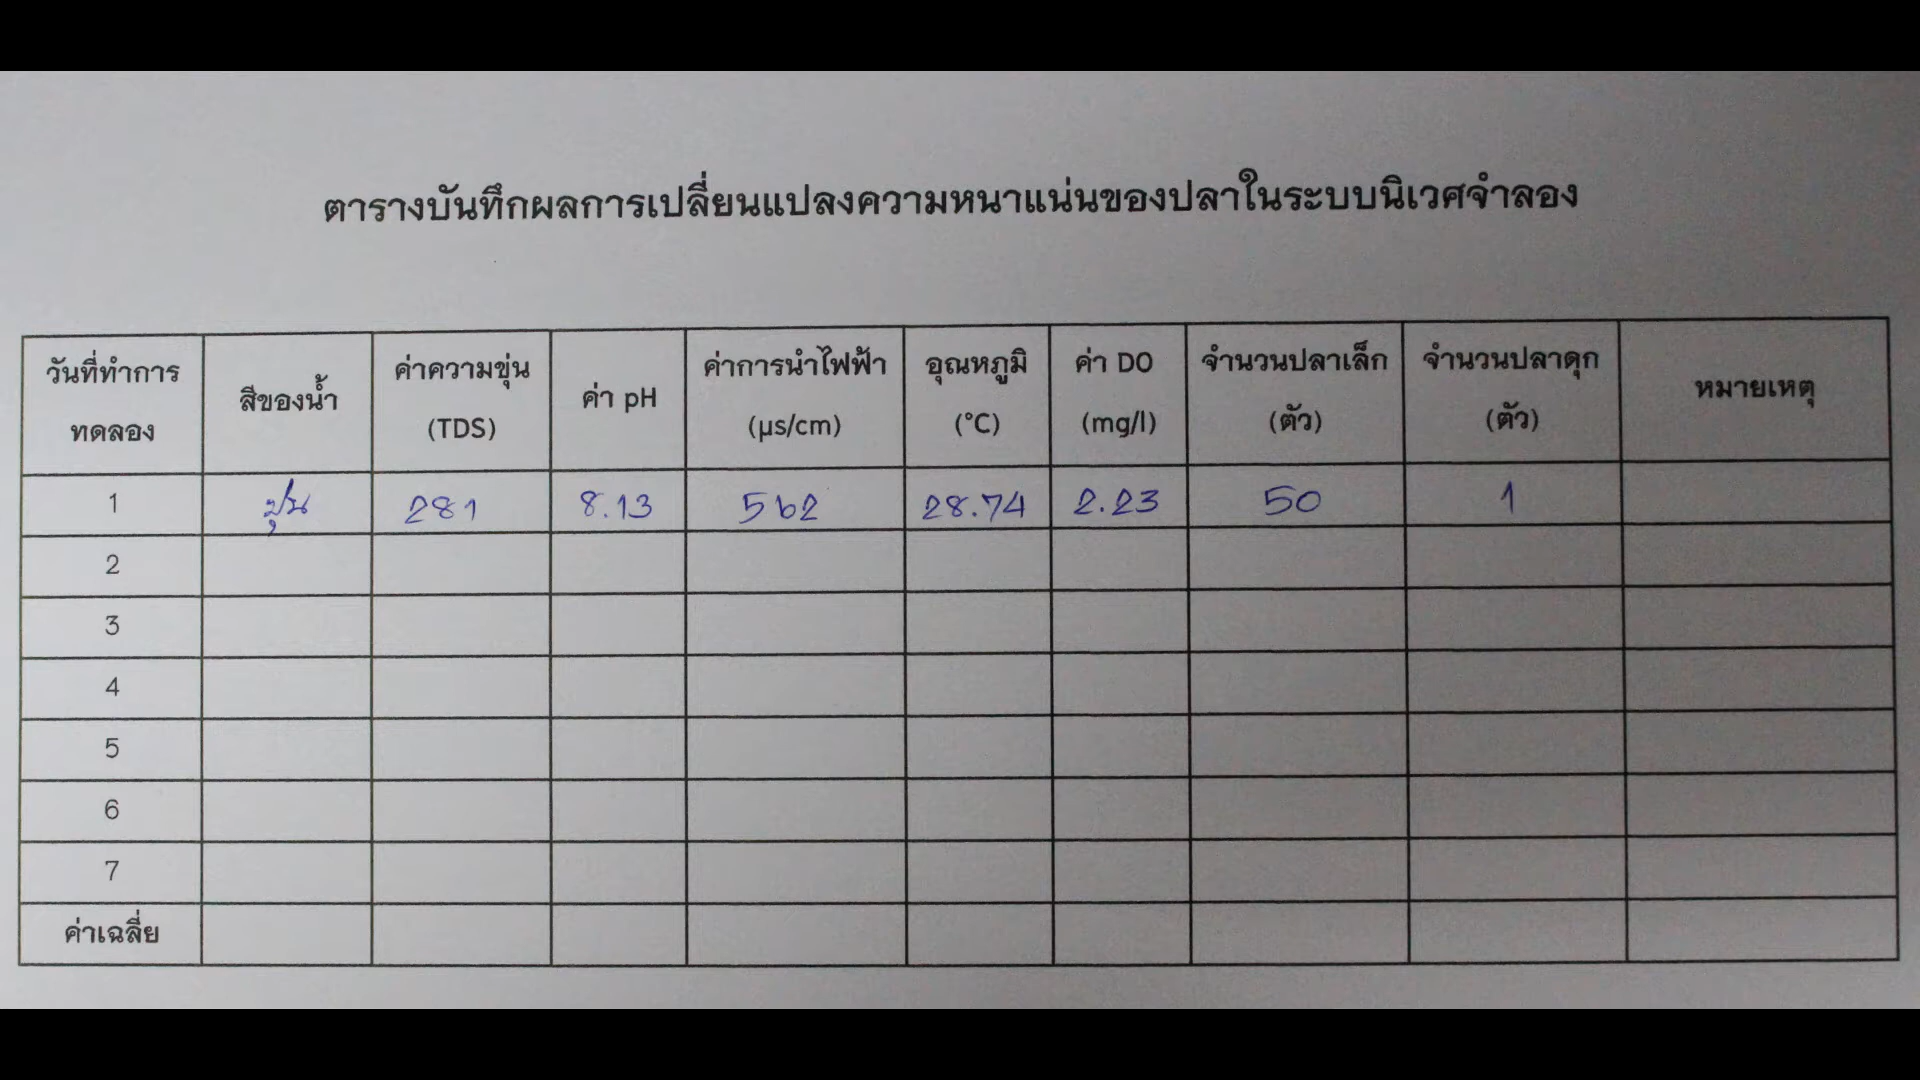 ตารางบันทึกผลการเปลี่ยนแปลงความหนาแน่นของปลาในระบบนิเวศจำลอง
วันที่ทำการทดลอง สีของน้ำ ค่าความขุ่น (TDS) ค่า pH ค่าการนำไฟฟ้า (µs/cm) อุณหภูมิ (°C) ค่า DO (mg/l) จำนวนปลาเล็ก (ตัว) จำนวนปลาดุก (ตัว) หมายเหตุ
1 281 8.13 562 28.74 2.23 50 1
2
3
4
5
6
7
ค่าเฉลี่ย